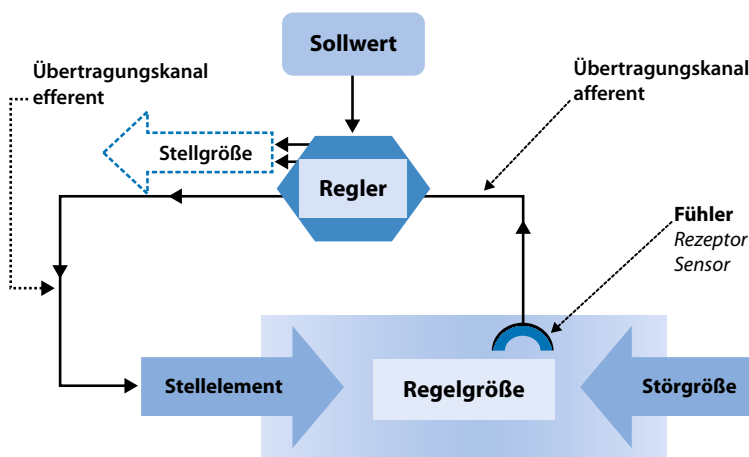 Sollwert
Übertragungskanal
efferent
Übertragungskanal
afferent
Stellgröße
Regler
Fühler
Rezeptor
Sensor
Stellelement
Regelgröße
Störgröße